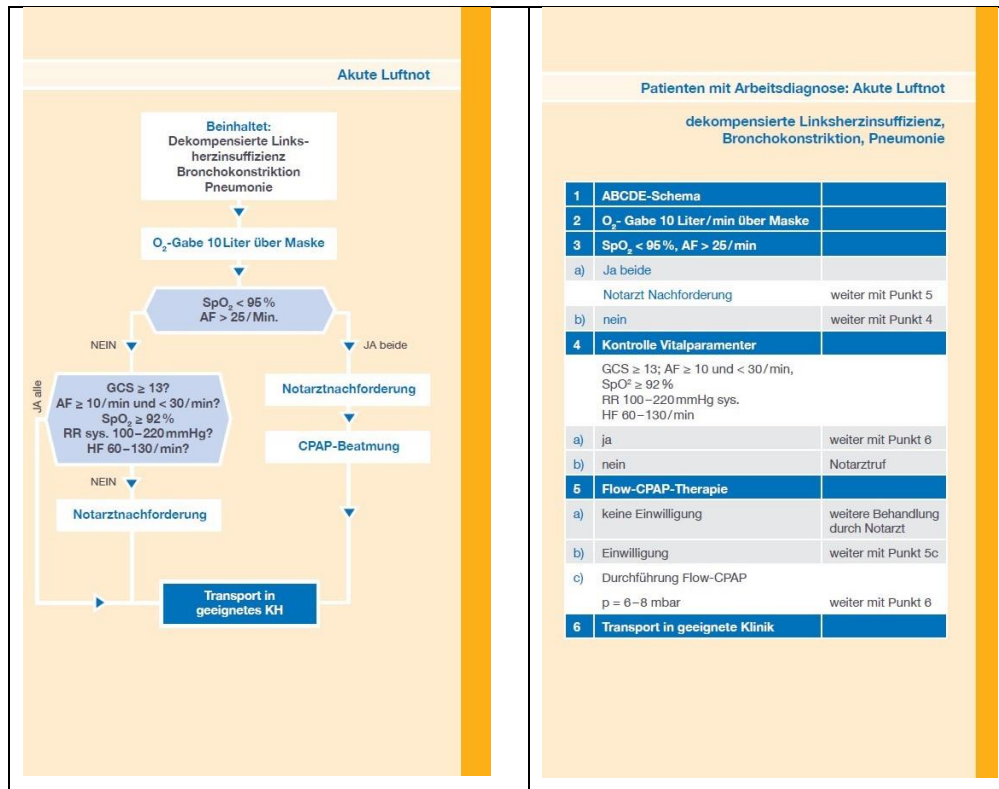 Akute Luftnot
Beinhaltet:
Dekompensierte Links-
herzinsuffizienz
Bronchokonstriktion
Pneumonie
O₂-Gabe 10 Liter über Maske
SpO₂ < 95 %
AF > 25/Min.
NEIN
JA beide
JA alle
GCS ≥ 13?
AF ≥ 10/min und < 30/min?
SpO₂ ≥ 92 %
RR sys. 100–220 mmHg?
HF 60–130/min?
Notarztnachforderung
CPAP-Beatmung
NEIN
Notarztnachforderung
Transport in
geeignetes KH
Patienten mit Arbeitsdiagnose: Akute Luftnot
dekompensierte Linksherzinsuffizienz,
Bronchokonstriktion, Pneumonie
1 ABCDE-Schema
2 O₂- Gabe 10 Liter/min über Maske
3 SpO₂ < 95 %, AF > 25/min
a) Ja beide
Notarzt Nachforderung weiter mit Punkt 5
b) nein weiter mit Punkt 4
4 Kontrolle Vitalparamenter
GCS ≥ 13; AF ≥ 10 und < 30/min,
SpO² ≥ 92 %
RR 100–220 mmHg sys.
HF 60–130/min
a) ja weiter mit Punkt 6
b) nein Notarztruf
5 Flow-CPAP-Therapie
a) keine Einwilligung weitere Behandlung
durch Notarzt
b) Einwilligung weiter mit Punkt 5c
c) Durchführung Flow-CPAP
p = 6–8 mbar weiter mit Punkt 6
6 Transport in geeignete Klinik